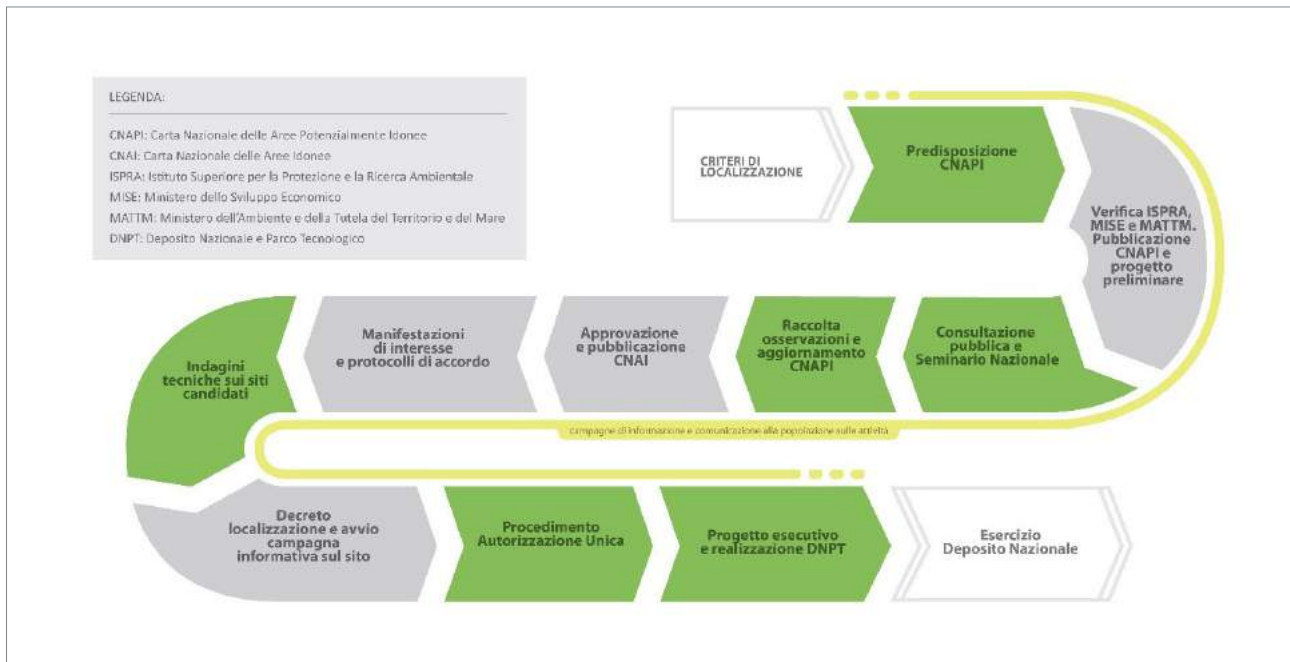 LEGENDA:
CNAPI: Carta Nazionale delle Aree Potenzialmente Idonee
CNAI: Carta Nazionale delle Aree Idonee
ISPRA: Istituto Superiore per la Protezione e la Ricerca Ambientale
MISE: Ministero dello Sviluppo Economico
MATTM: Ministero dell'Ambiente e della Tutela del Territorio e del Mare
DNPT: Deposito Nazionale e Parco Tecnologico
CRITERI DI
LOCALIZZAZIONE
Predisposizione
CNAPI
Verifica ISPRA,
MISE e MATTM.
Pubblicazione
CNAPI e
progetto
preliminare
Consultazione
pubblica e
Seminario Nazionale
Raccolta
osservazioni e
aggiornamento
CNAPI
Approvazione
e pubblicazione
CNAI
Manifestazioni
di interesse
e protocolli di accordo
Indagini
tecniche sui siti
candidati
campagne di informazione e comunicazione alla popolazione sulle attività
Decreto
localizzazione e avvio
campagna
informativa sul sito
Procedimento
Autorizzazione Unica
Progetto esecutivo
e realizzazione DNPT
Esercizio
Deposito Nazionale